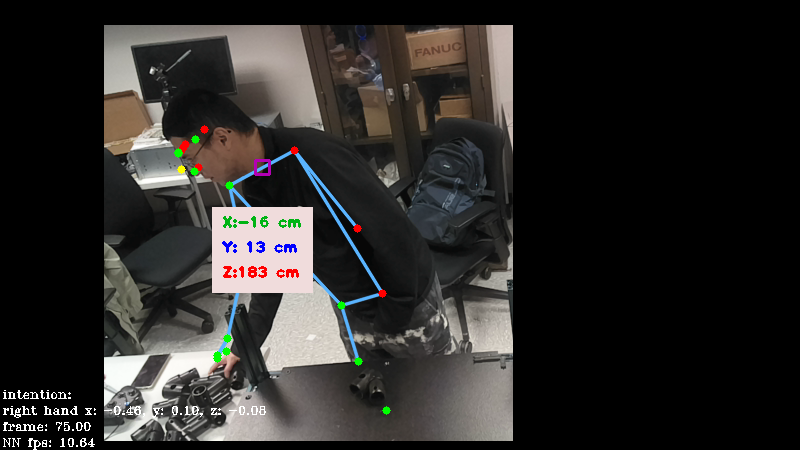 FANUC
X:-16 cm
Y: 13 cm
Z:183 cm
intention:
right hand x: -0.46, y: 0.10, z: -0.08
frame: 75.00
NN fps: 10.64